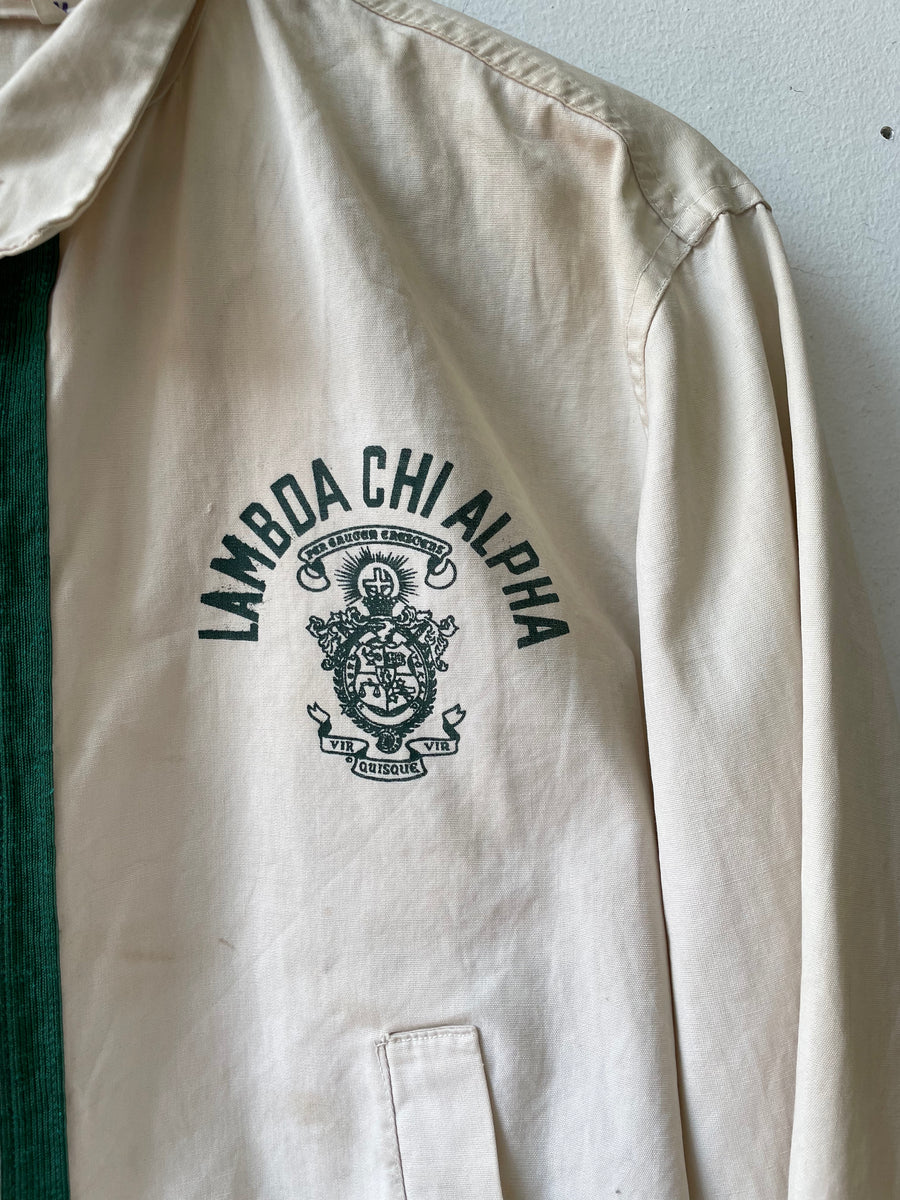 LAMBDA CHI ALPHA
PER CRUCEM CRESCENS
VIR VIR
QUISQUE